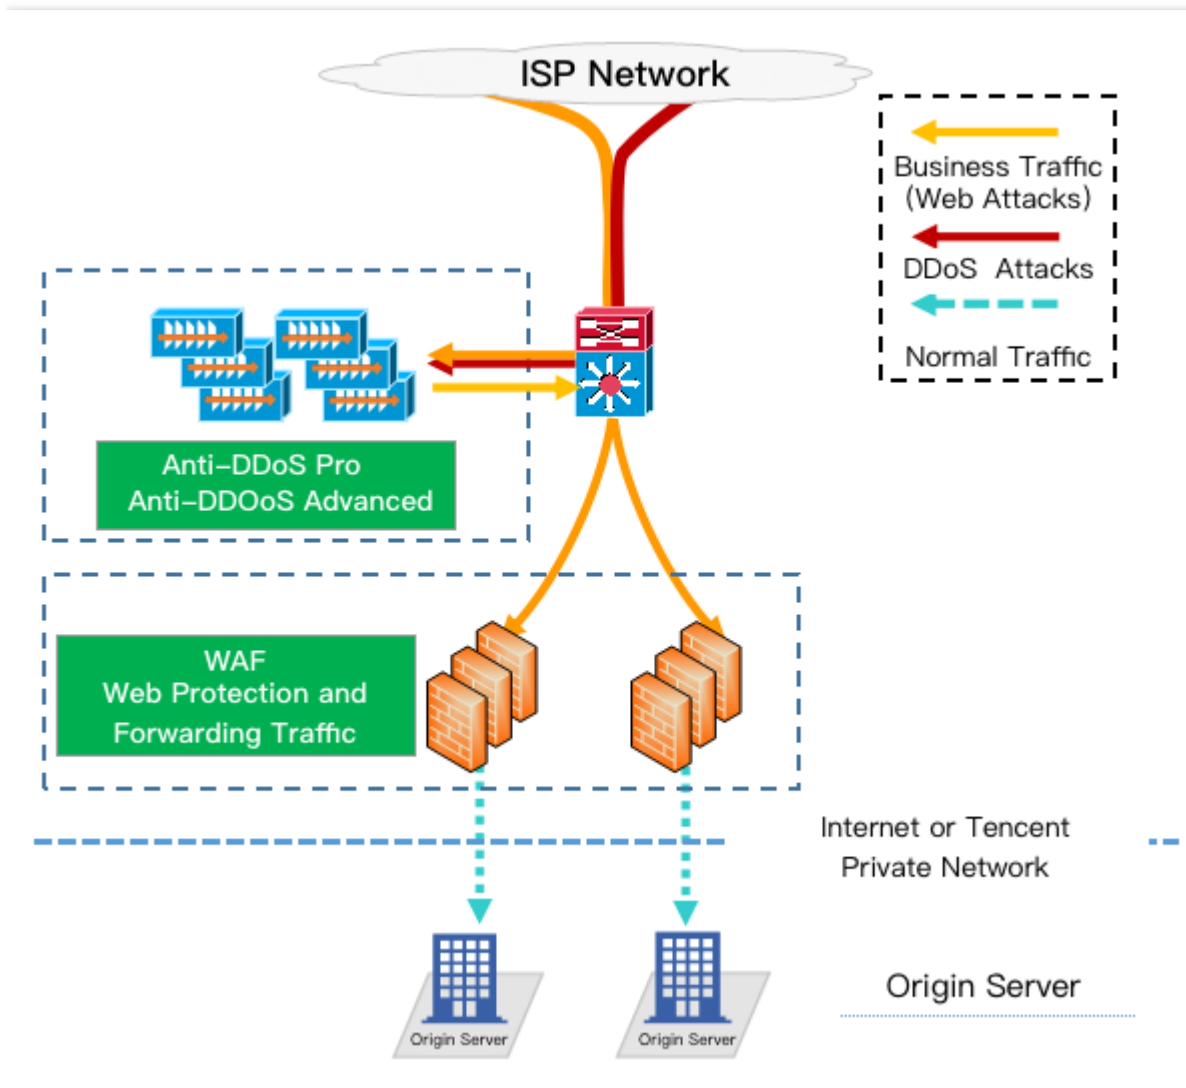 ISP Network
Business Traffic
(Web Attacks)
DDoS Attacks
Normal Traffic
Anti-DDoS Pro
Anti-DDOoS Advanced
WAF
Web Protection and
Forwarding Traffic
Internet or Tencent
Private Network
Origin Server
Origin Server
Origin Server